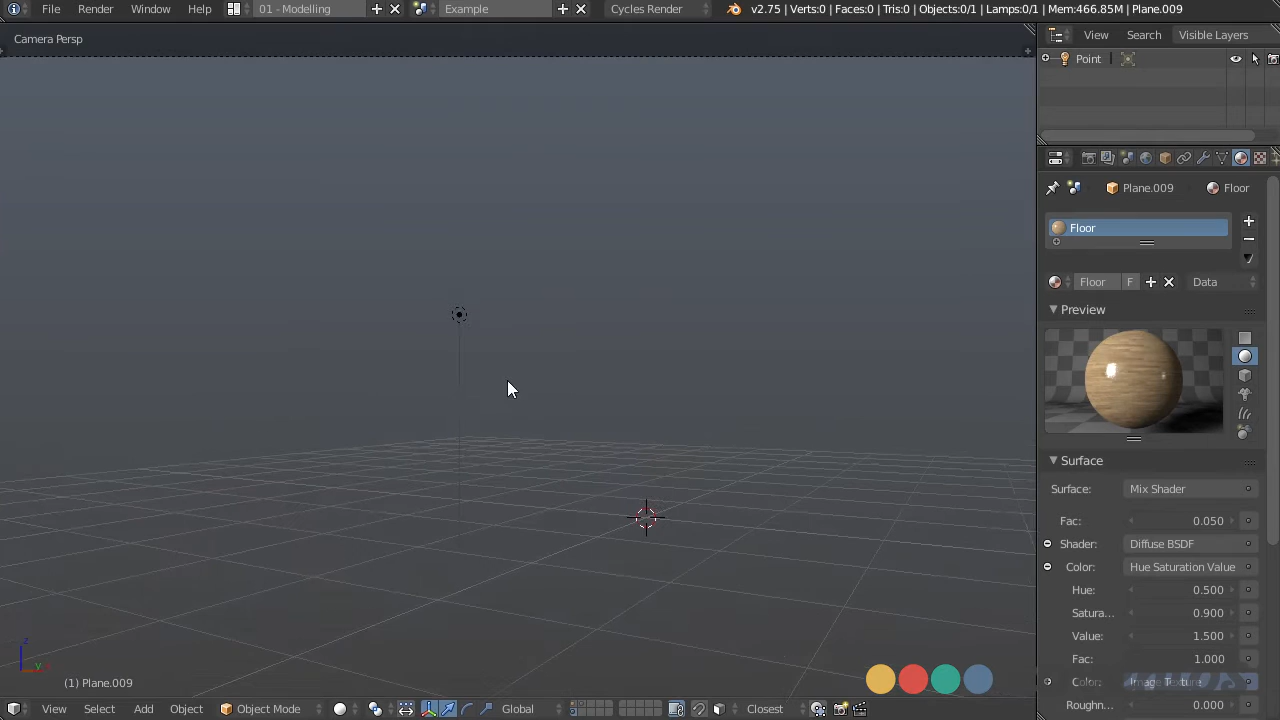 File Render Window Help 01 - Modelling Example Cycles Render v2.75 | Verts:0 | Faces:0 | Tris:0 | Objects:0/1 | Lamps:0/1 | Mem:466.85M | Plane.009
Camera Persp
View Search Visible Layers
Point
Plane.009 Floor
Floor
Floor F Data
Preview
Surface
Surface: Mix Shader
Fac: 0.050
Shader: Diffuse BSDF
Color: Hue Saturation Value
Hue: 0.500
Satura... 0.900
Value: 1.500
Fac: 1.000
Color: Image Texture
Roughn... 0.000
z
y
(1) Plane.009
View Select Add Object Object Mode Global Closest